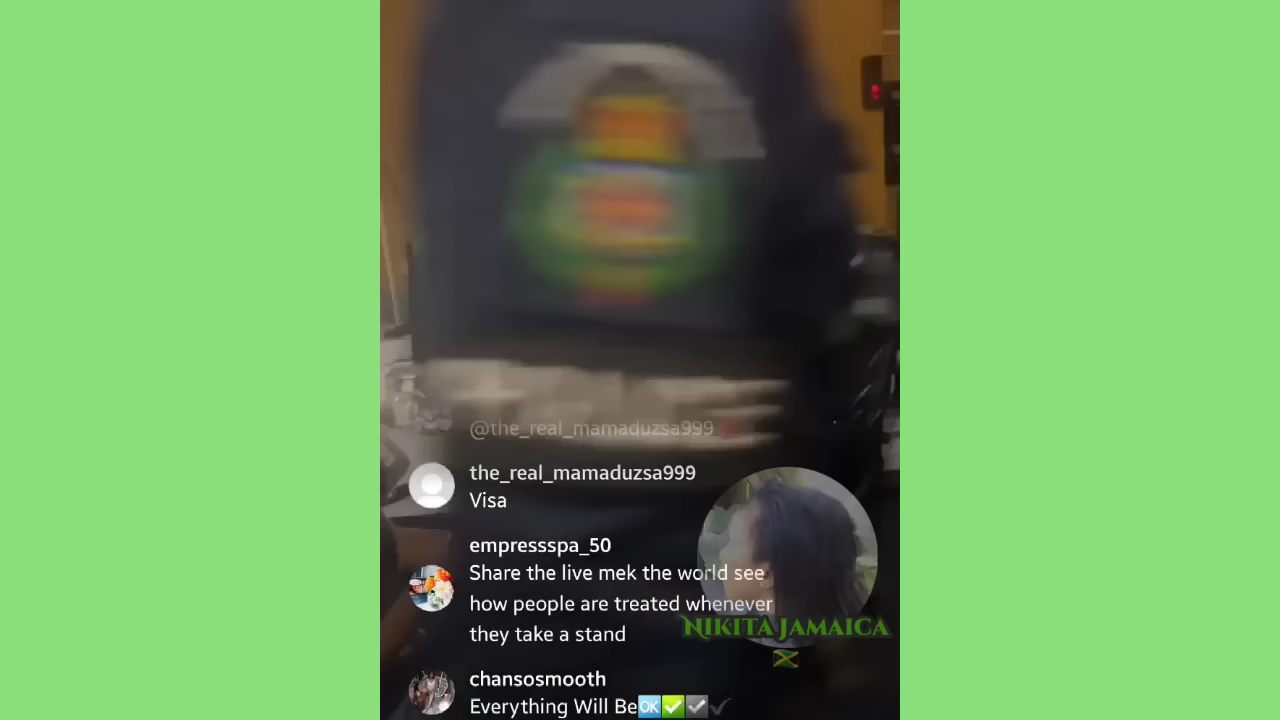 @the_real_mamaduzsa999
the_real_mamaduzsa999
Visa
empressspa_50
Share the live mek the world see
how people are treated whenever
they take a stand
NIKITA JAMAICA
chansosmooth
Everything Will Be🆗✅✔️✓